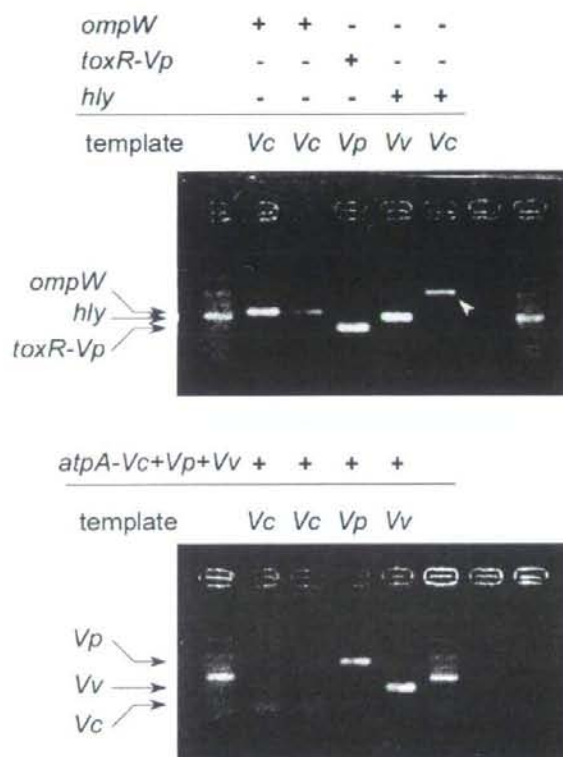 ompW + + - - -
toxR-Vp - - + - -
hly - - - + +
template Vc Vc Vp Vv Vc
ompW
hly
toxR-Vp
atpA-Vc+Vp+Vv + + + +
template Vc Vc Vp Vv
Vp
Vv
Vc